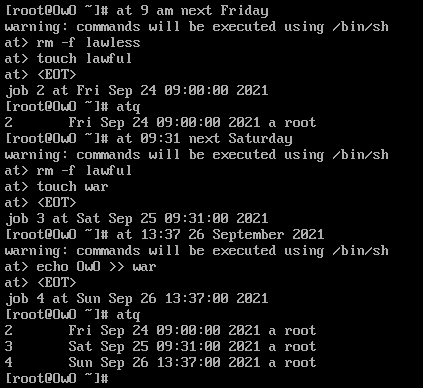 [root@OwO ~]# at 9 am next Friday
warning: commands will be executed using /bin/sh
at> rm -f lawless
at> touch lawful
at> <EOT>
job 2 at Fri Sep 24 09:00:00 2021
[root@OwO ~]# atq
2       Fri Sep 24 09:00:00 2021 a root
[root@OwO ~]# at 09:31 next Saturday
warning: commands will be executed using /bin/sh
at> rm -f lawful
at> touch war
at> <EOT>
job 3 at Sat Sep 25 09:31:00 2021
[root@OwO ~]# at 13:37 26 September 2021
warning: commands will be executed using /bin/sh
at> echo OwO >> war
at> <EOT>
job 4 at Sun Sep 26 13:37:00 2021
[root@OwO ~]# atq
2       Fri Sep 24 09:00:00 2021 a root
3       Sat Sep 25 09:31:00 2021 a root
4       Sun Sep 26 13:37:00 2021 a root
[root@OwO ~]#